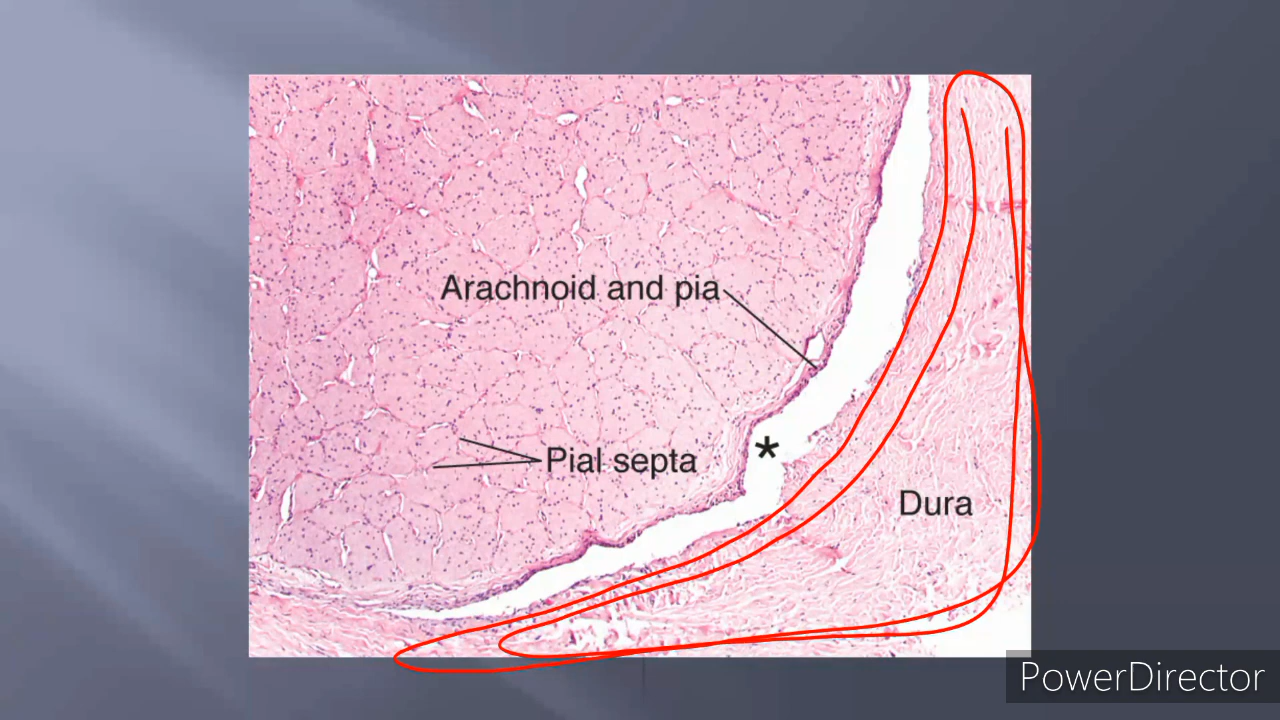 Arachnoid and pia
*
Pial septa
Dura
PowerDirector